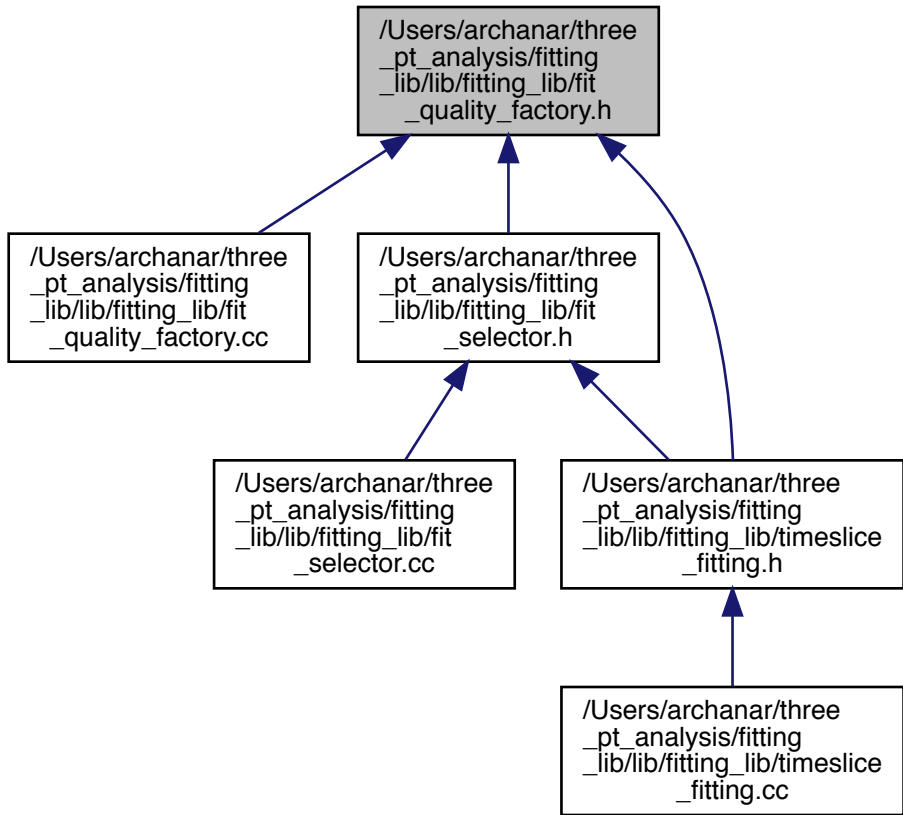 /Users/archanar/three
_pt_analysis/fitting
_lib/lib/fitting_lib/fit
_quality_factory.h
/Users/archanar/three
_pt_analysis/fitting
_lib/lib/fitting_lib/fit
_quality_factory.cc
/Users/archanar/three
_pt_analysis/fitting
_lib/lib/fitting_lib/fit
_selector.h
/Users/archanar/three
_pt_analysis/fitting
_lib/lib/fitting_lib/fit
_selector.cc
/Users/archanar/three
_pt_analysis/fitting
_lib/lib/fitting_lib/timeslice
_fitting.h
/Users/archanar/three
_pt_analysis/fitting
_lib/lib/fitting_lib/timeslice
_fitting.cc